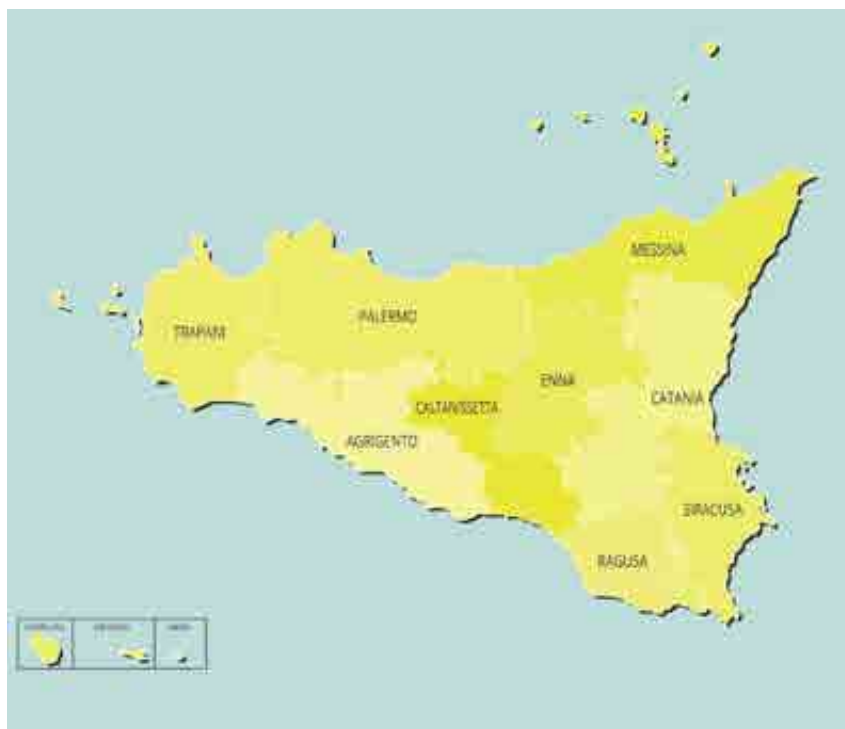 MESSINA
PALERMO
TRAPANI
ENNA
CATANIA
CALTANISSETTA
AGRIGENTO
SIRACUSA
RAGUSA